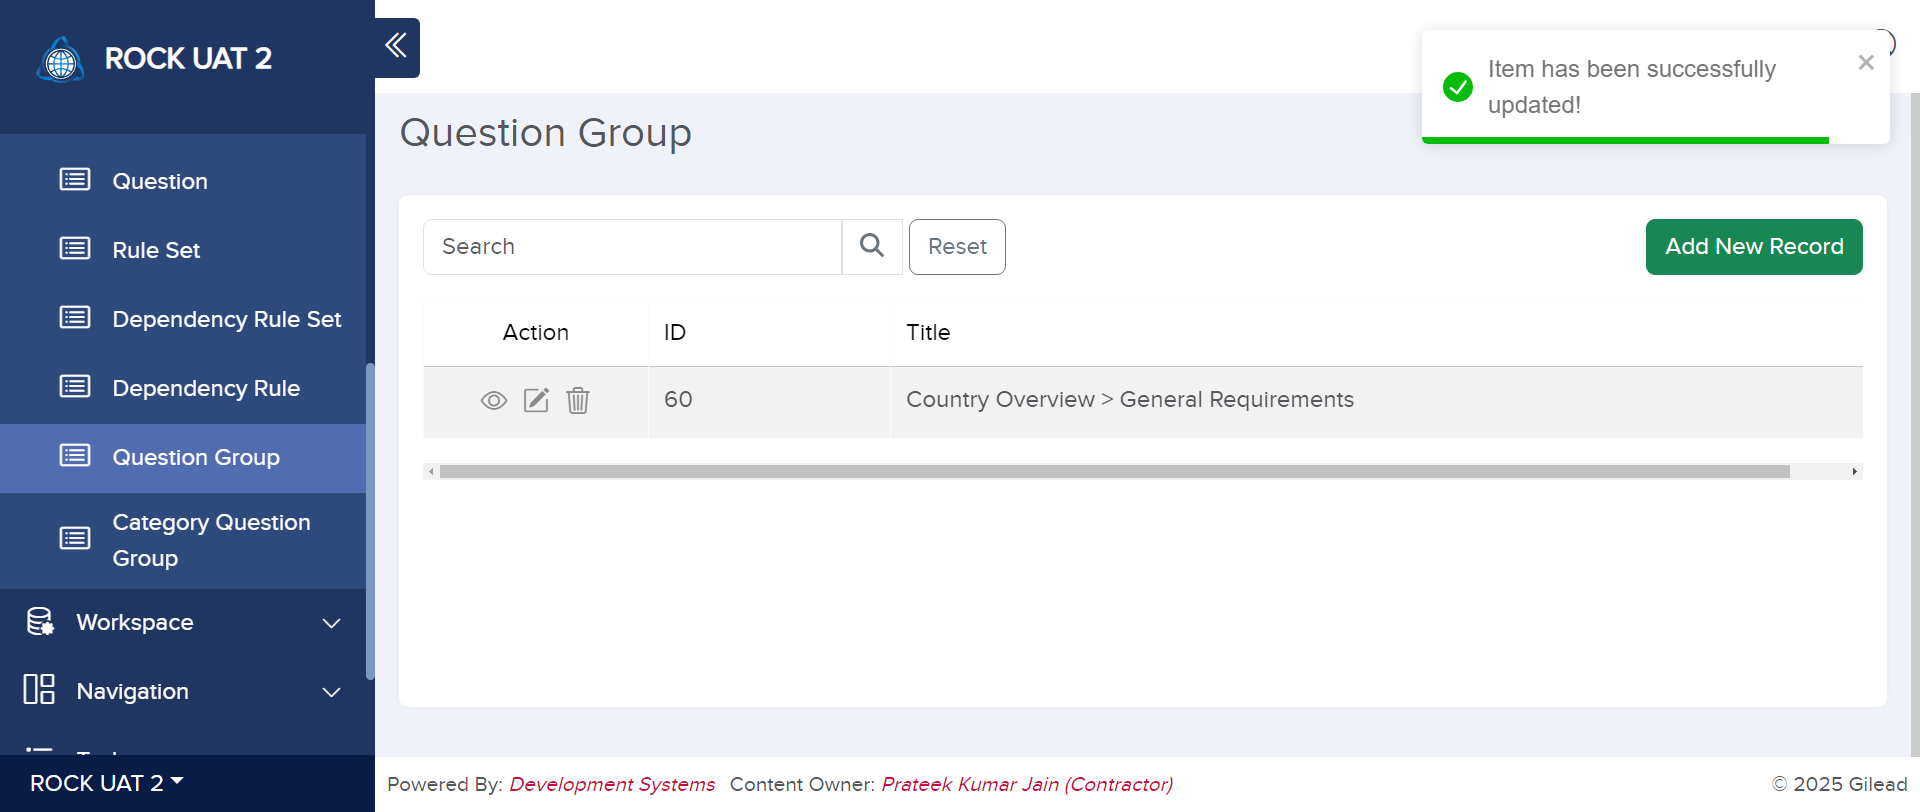 ROCK UAT 2
Question
Rule Set
Dependency Rule Set
Dependency Rule
Question Group
Category Question
Group
Workspace
Navigation
ROCK UAT 2
Item has been successfully
updated!
Question Group
Search
Reset
Add New Record
Action ID Title
60 Country Overview > General Requirements
Powered By: Development Systems Content Owner: Prateek Kumar Jain (Contractor)
© 2025 Gilead